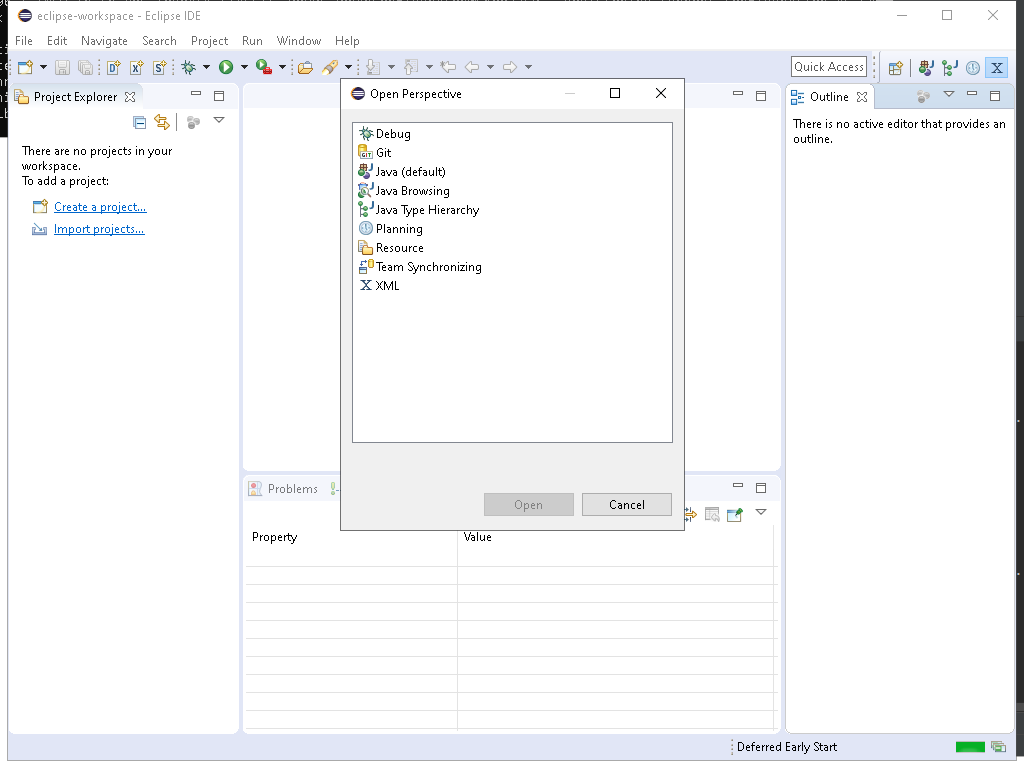 eclipse-workspace - Eclipse IDE
File Edit Navigate Search Project Run Window Help
Quick Access
Project Explorer
There are no projects in your
workspace.
To add a project:
Create a project...
Import projects...
Open Perspective
Debug
Git
Java (default)
Java Browsing
Java Type Hierarchy
Planning
Resource
Team Synchronizing
XML
Open Cancel
Outline
There is no active editor that provides an
outline.
Problems
Property Value
Deferred Early Start